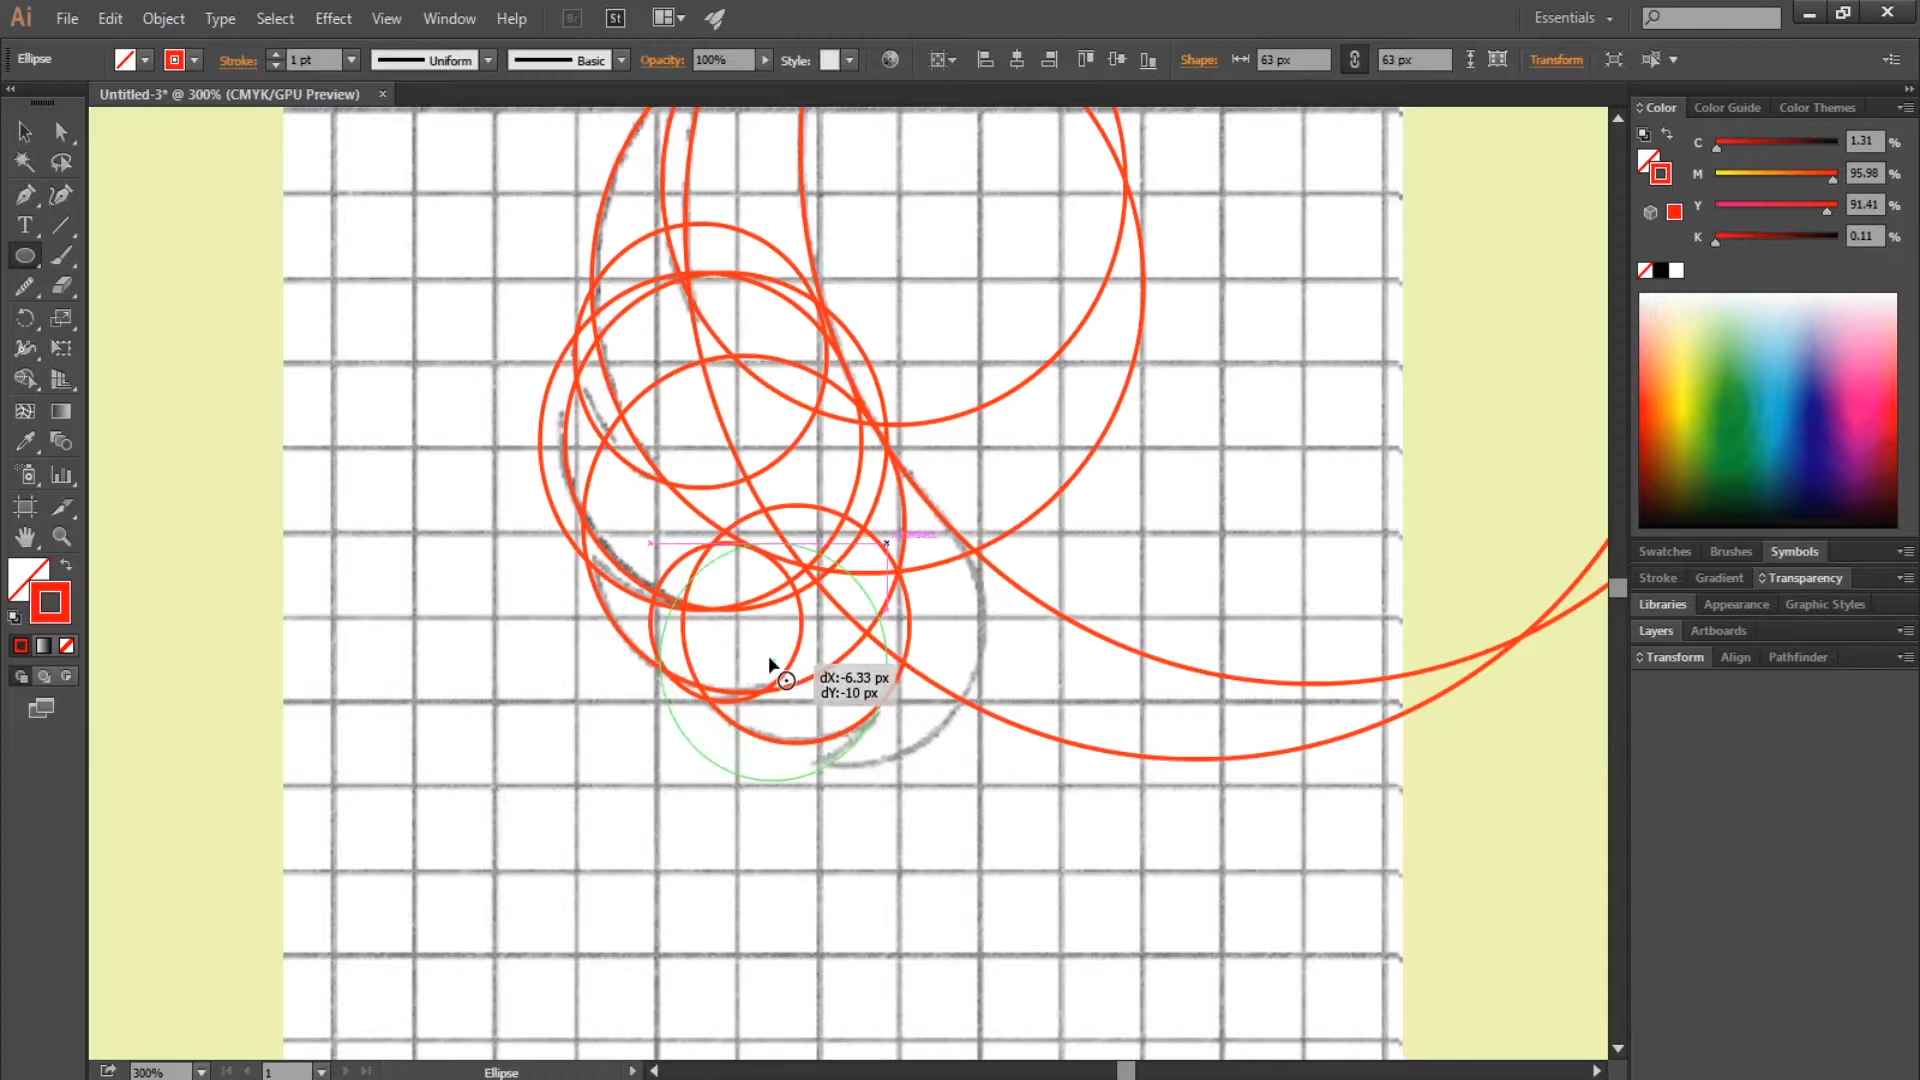 Ai File Edit Object Type Select Effect View Window Help Br St Essentials
Ellipse Stroke: 1 pt Uniform Basic Opacity: 100% Style: Shape: 63 px 63 px Transform
Untitled-3* @ 300% (CMYK/GPU Preview) ×
Color Color Guide Color Themes
C 1.31 %
M 95.98 %
Y 91.41 %
K 0.11 %
T
Swatches Brushes Symbols
Stroke Gradient Transparency
Libraries Appearance Graphic Styles
Layers Artboards
Transform Align Pathfinder
dX:-6.33 px
dY:-10 px
300% 1 Ellipse